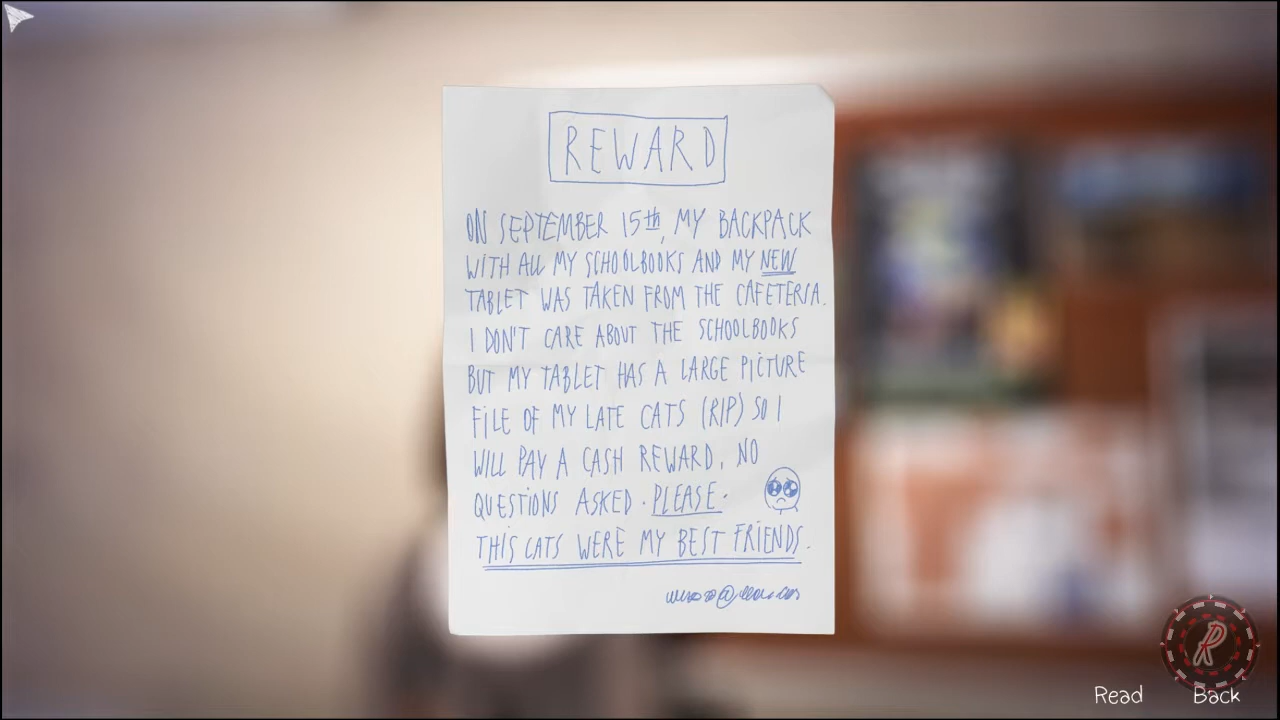 REWARD
ON SEPTEMBER 15th, MY BACKPACK
WITH ALL MY SCHOOLBOOKS AND MY NEW
TABLET WAS TAKEN FROM THE CAFETERIA.
I DON'T CARE ABOUT THE SCHOOLBOOKS
BUT MY TABLET HAS A LARGE PICTURE
FILE OF MY LATE CATS (RIP) SO I
WILL PAY A CASH REWARD, NO
QUESTIONS ASKED. PLEASE.
THIS CATS WERE MY BEST FRIENDS.
R
Read Back